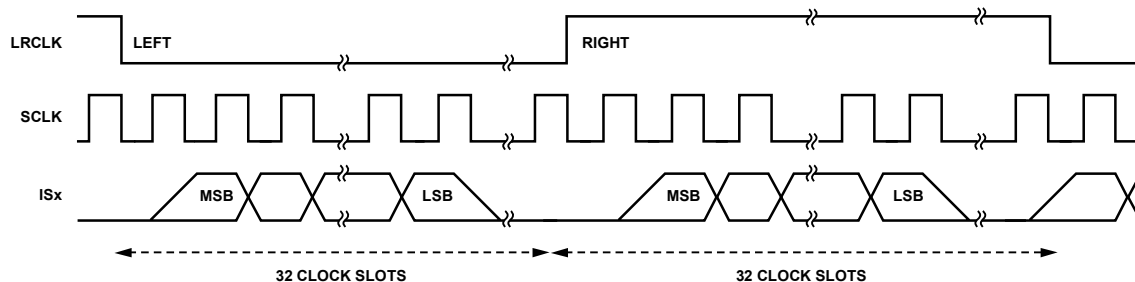 LRCLK
LEFT
RIGHT
SCLK
ISx
MSB
LSB
MSB
LSB
32 CLOCK SLOTS
32 CLOCK SLOTS